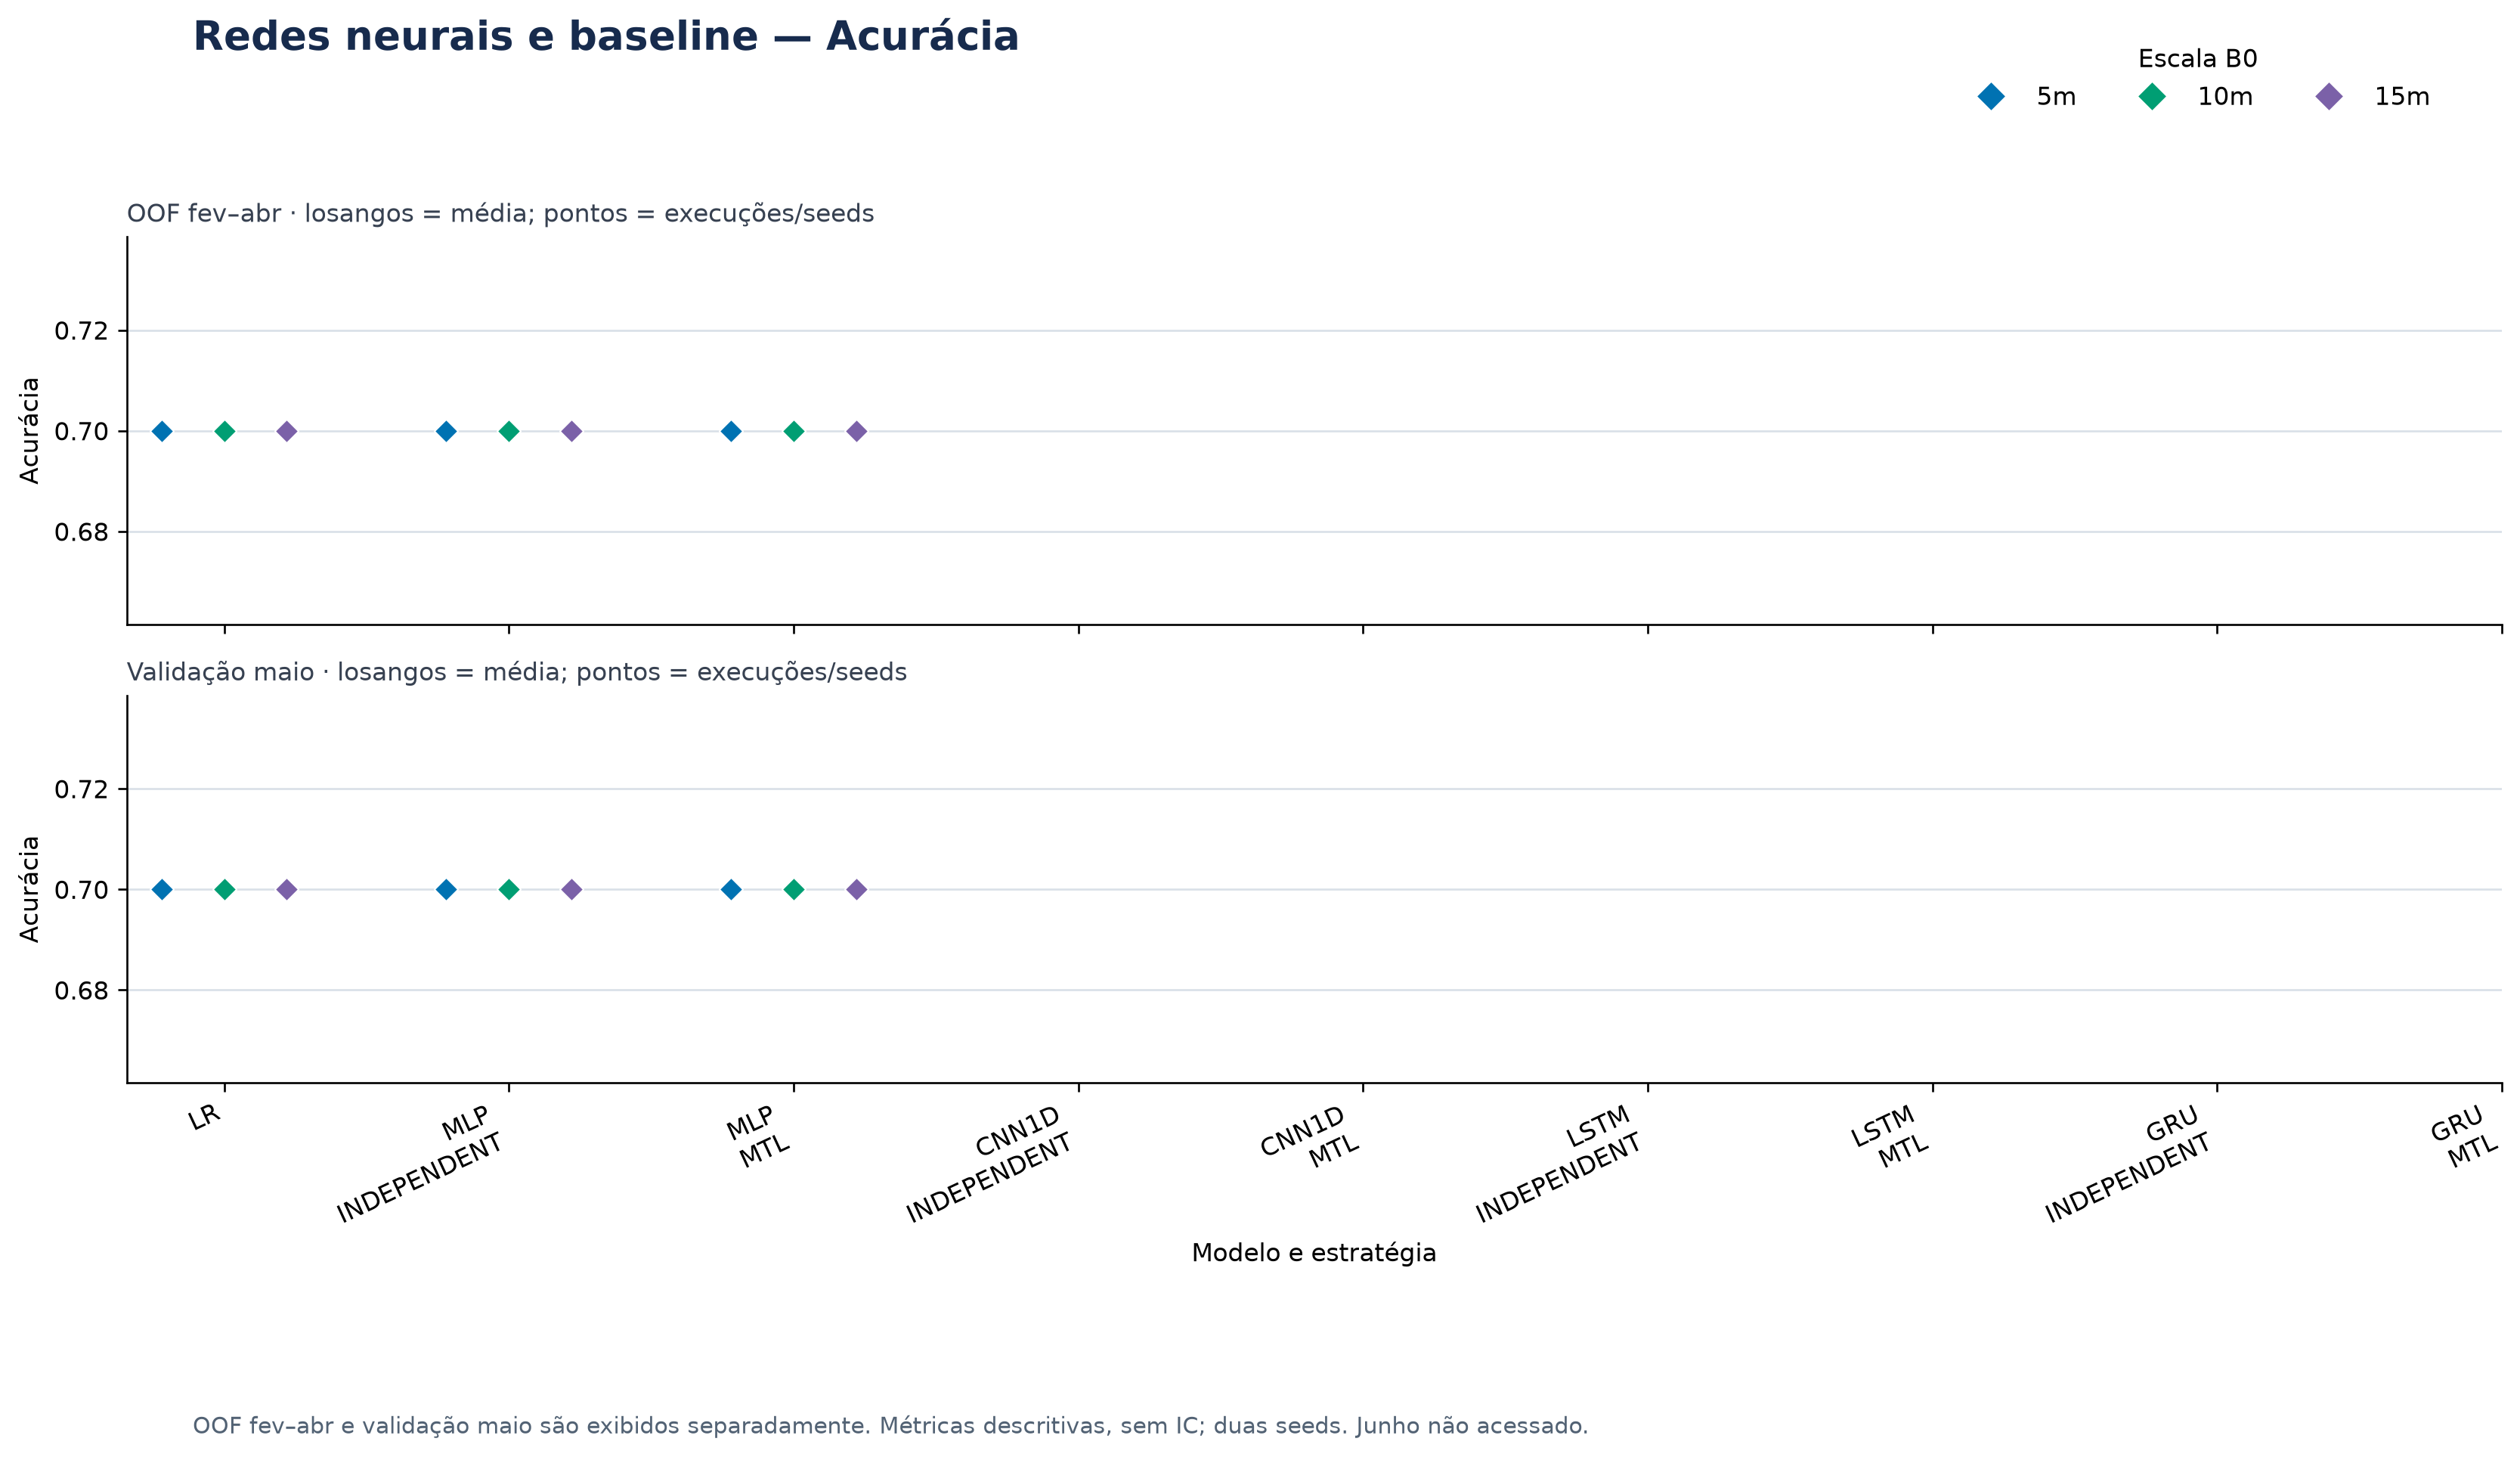 Redes neurais e baseline — Acurácia
Escala B0
5m
10m
15m
OOF fev–abr · losangos = média; pontos = execuções/seeds
Acurácia
0.72
0.70
0.68
Validação maio · losangos = média; pontos = execuções/seeds
Acurácia
0.72
0.70
0.68
LR
MLP
INDEPENDENT
MLP
MTL
CNN1D
INDEPENDENT
CNN1D
MTL
LSTM
INDEPENDENT
LSTM
MTL
GRU
INDEPENDENT
GRU
MTL
Modelo e estratégia
OOF fev–abr e validação maio são exibidos separadamente. Métricas descritivas, sem IC; duas seeds. Junho não acessado.